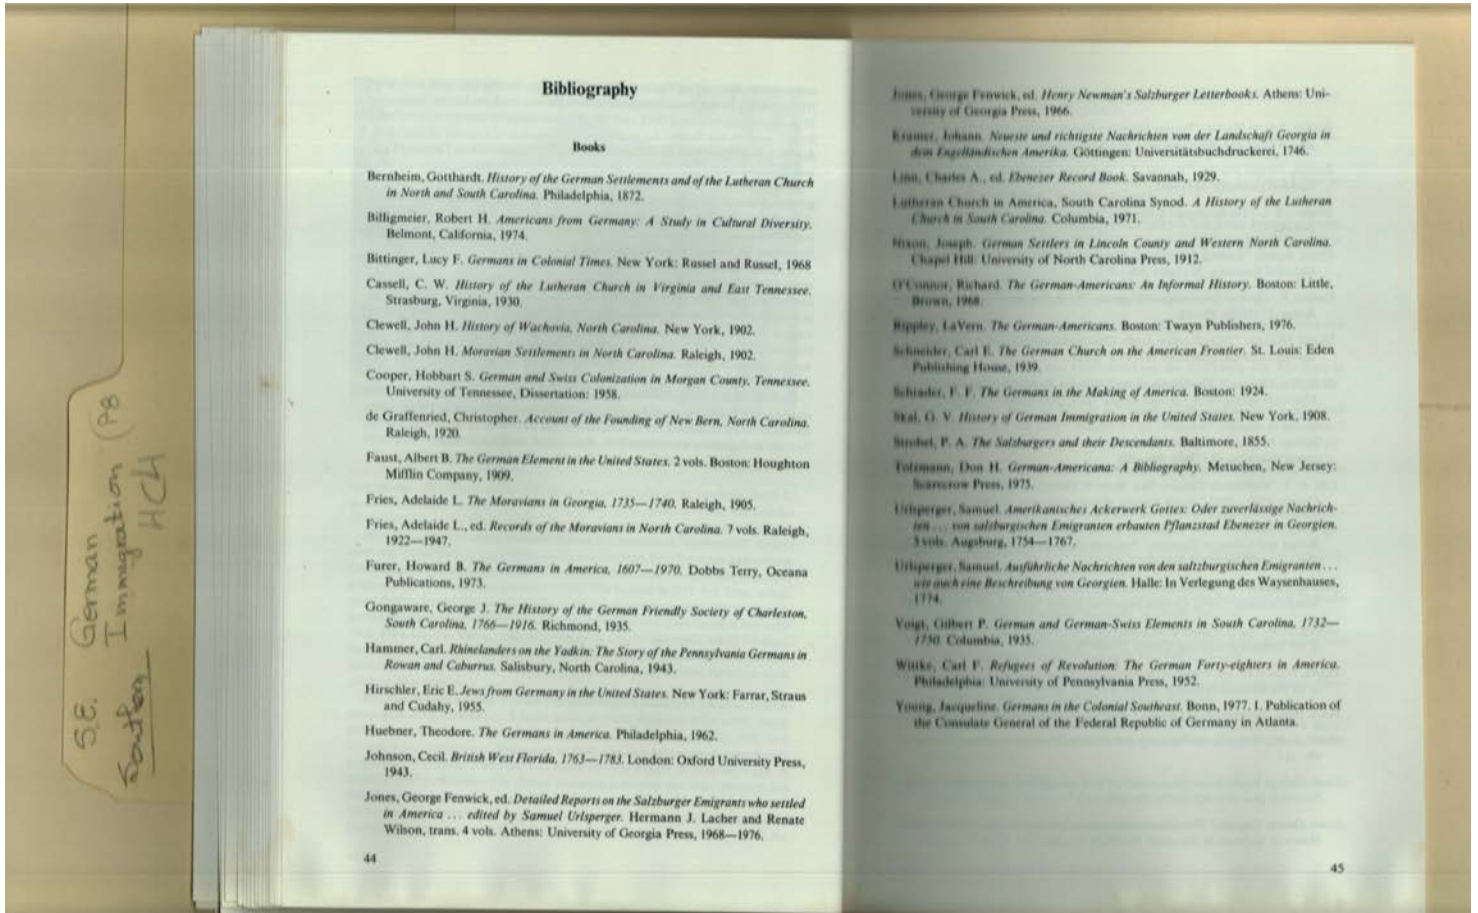 S.E. German
Southern Immigration (P8
HCH
Bibliography
Books
Bernheim, Gotthardt. History of the German Settlements and of the Lutheran Church
in North and South Carolina. Philadelphia, 1872.
Billigmeier, Robert H. Americans from Germany: A Study in Cultural Diversity.
Belmont, California, 1974.
Bittinger, Lucy F. Germans in Colonial Times. New York: Russel and Russel, 1968
Cassell, C. W. History of the Lutheran Church in Virginia and East Tennessee.
Strasburg, Virginia, 1930.
Clewell, John H. History of Wachovia, North Carolina. New York, 1902.
Clewell, John H. Moravian Settlements in North Carolina. Raleigh, 1902.
Cooper, Hobbart S. German and Swiss Colonization in Morgan County, Tennessee.
University of Tennessee, Dissertation: 1958.
de Graffenried, Christopher. Account of the Founding of New Bern, North Carolina.
Raleigh, 1920.
Faust, Albert B. The German Element in the United States. 2 vols. Boston: Houghton
Mifflin Company, 1909.
Fries, Adelaide L. The Moravians in Georgia, 1735—1740. Raleigh, 1905.
Fries, Adelaide L., ed. Records of the Moravians in North Carolina. 7 vols. Raleigh,
1922—1947.
Furer, Howard B. The Germans in America, 1607—1970. Dobbs Terry, Oceana
Publications, 1973.
Gongaware, George J. The History of the German Friendly Society of Charleston,
South Carolina, 1766—1916. Richmond, 1935.
Hammer, Carl. Rhinelanders on the Yadkin: The Story of the Pennsylvania Germans in
Rowan and Caburrus. Salisbury, North Carolina, 1943.
Hirschler, Eric E. Jews from Germany in the United States. New York: Farrar, Straus
and Cudahy, 1955.
Huebner, Theodore. The Germans in America. Philadelphia, 1962.
Johnson, Cecil. British West Florida, 1763—1783. London: Oxford University Press,
1943.
Jones, George Fenwick, ed. Detailed Reports on the Salzburger Emigrants who settled
in America ... edited by Samuel Urlsperger. Hermann J. Lacher and Renate
Wilson, trans. 4 vols. Athens: University of Georgia Press, 1968—1976.
44
Jones, George Fenwick, ed. Henry Newman's Salzburger Letterbooks. Athens: Uni-
versity of Georgia Press, 1966.
Kramer, Johann. Neueste und richtigste Nachrichten von der Landschaft Georgia in
dem Engelländischen Amerika. Göttingen: Universitätsbuchdruckerei, 1746.
Linn, Charles A., ed. Ebenezer Record Book. Savannah, 1929.
Lutheran Church in America, South Carolina Synod. A History of the Lutheran
Church in South Carolina. Columbia, 1971.
Nixon, Joseph. German Settlers in Lincoln County and Western North Carolina.
Chapel Hill: University of North Carolina Press, 1912.
O'Connor, Richard. The German-Americans: An Informal History. Boston: Little,
Brown, 1968.
Rippley, LaVern. The German-Americans. Boston: Twayn Publishers, 1976.
Schneider, Carl E. The German Church on the American Frontier. St. Louis: Eden
Publishing House, 1939.
Schrader, F. F. The Germans in the Making of America. Boston: 1924.
Skal, G. V. History of German Immigration in the United States. New York, 1908.
Strobel, P. A. The Salzburgers and their Descendants. Baltimore, 1855.
Tolzmann, Don H. German-Americana: A Bibliography. Metuchen, New Jersey:
Scarecrow Press, 1975.
Urlsperger, Samuel. Amerikanisches Ackerwerk Gottes: Oder zuverlässige Nachrich-
ten ... von salzburgischen Emigranten erbauten Pflanzstad Ebenezer in Georgien.
5 vols. Augsburg, 1754—1767.
Urlsperger, Samuel. Ausführliche Nachrichten von den saltzburgischen Emigranten ...
wie auch eine Beschreibung von Georgien. Halle: In Verlegung des Waysenhauses,
1774.
Voigt, Gilbert P. German and German-Swiss Elements in South Carolina, 1732—
1750. Columbia, 1935.
Wittke, Carl F. Refugees of Revolution: The German Forty-eighters in America.
Philadelphia: University of Pennsylvania Press, 1952.
Young, Jacqueline. Germans in the Colonial Southeast. Bonn, 1977. I. Publication of
the Consulate General of the Federal Republic of Germany in Atlanta.
45